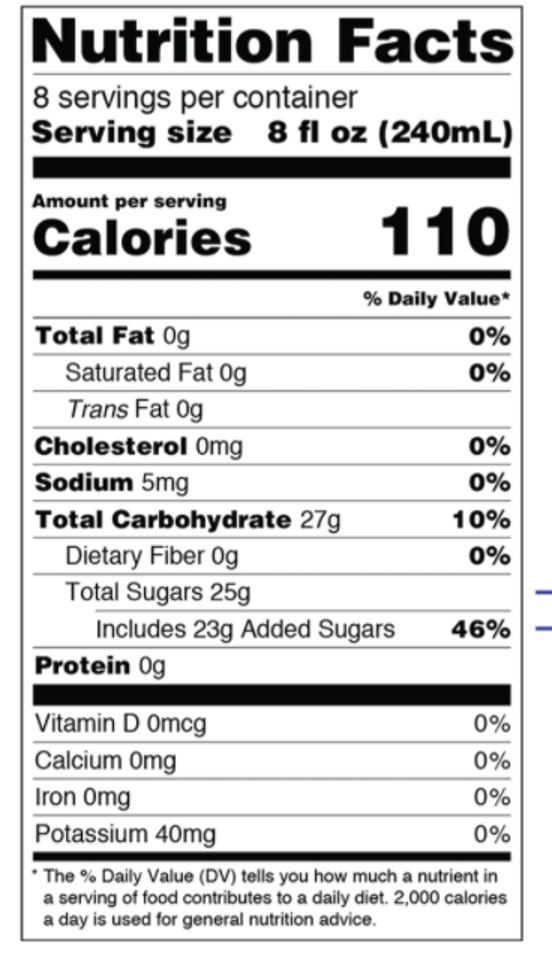 Nutrition Facts
8 servings per container
Serving size 8 fl oz (240mL)
Amount per serving
Calories 110
% Daily Value*
Total Fat 0g 0%
Saturated Fat 0g 0%
Trans Fat 0g
Cholesterol 0mg 0%
Sodium 5mg 0%
Total Carbohydrate 27g 10%
Dietary Fiber 0g 0%
Total Sugars 25g
Includes 23g Added Sugars 46%
Protein 0g
Vitamin D 0mcg 0%
Calcium 0mg 0%
Iron 0mg 0%
Potassium 40mg 0%
* The % Daily Value (DV) tells you how much a nutrient in
a serving of food contributes to a daily diet. 2,000 calories
a day is used for general nutrition advice.